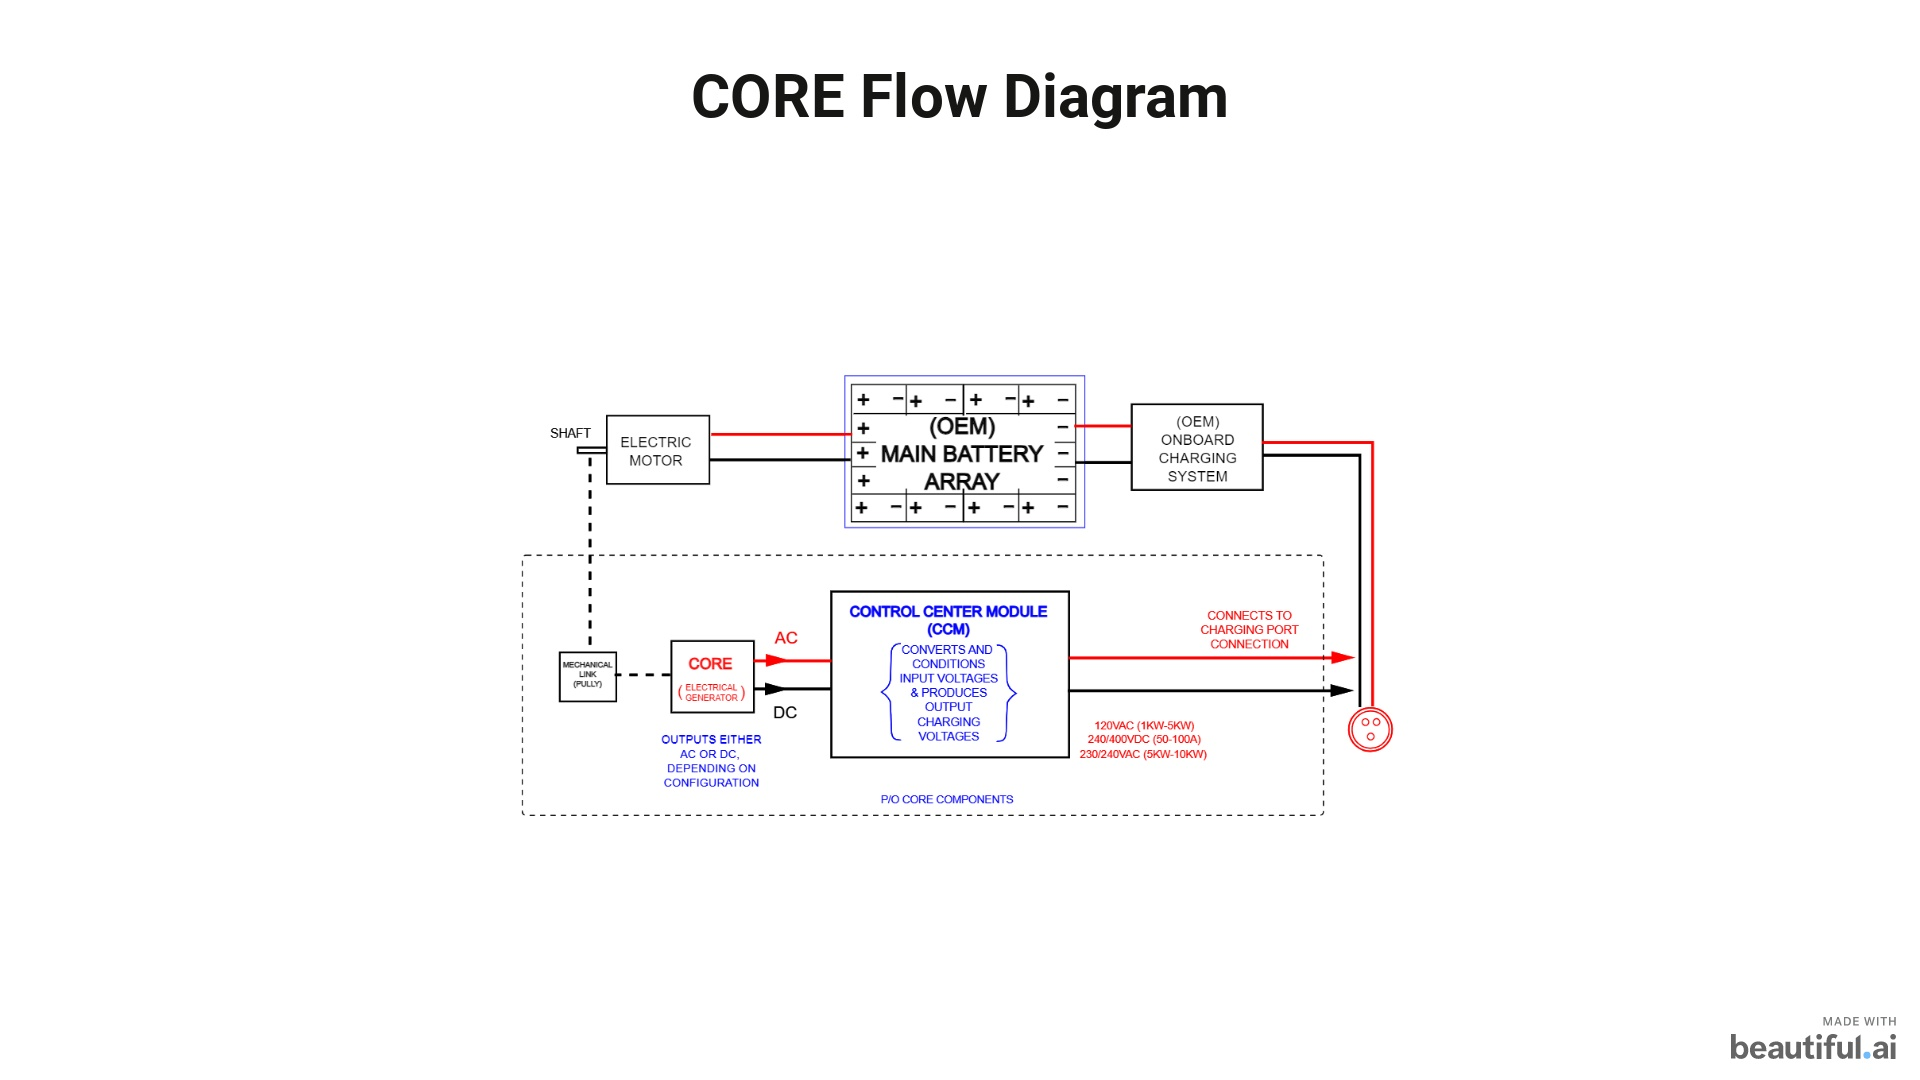 CORE Flow Diagram
SHAFT
ELECTRIC
MOTOR
+ - + - + - + -
+ -
+ -
+ -
+ - + - + - + -
(OEM)
MAIN BATTERY
ARRAY
(OEM)
ONBOARD
CHARGING
SYSTEM
MECHANICAL
LINK
(PULLY)
CORE
( ELECTRICAL
GENERATOR )
AC
DC
OUTPUTS EITHER
AC OR DC,
DEPENDING ON
CONFIGURATION
CONTROL CENTER MODULE
(CCM)
CONVERTS AND
CONDITIONS
INPUT VOLTAGES
& PRODUCES
OUTPUT
CHARGING
VOLTAGES
CONNECTS TO
CHARGING PORT
CONNECTION
120VAC (1KW-5KW)
240/400VDC (50-100A)
230/240VAC (5KW-10KW)
P/O CORE COMPONENTS
MADE WITH
beautiful.ai